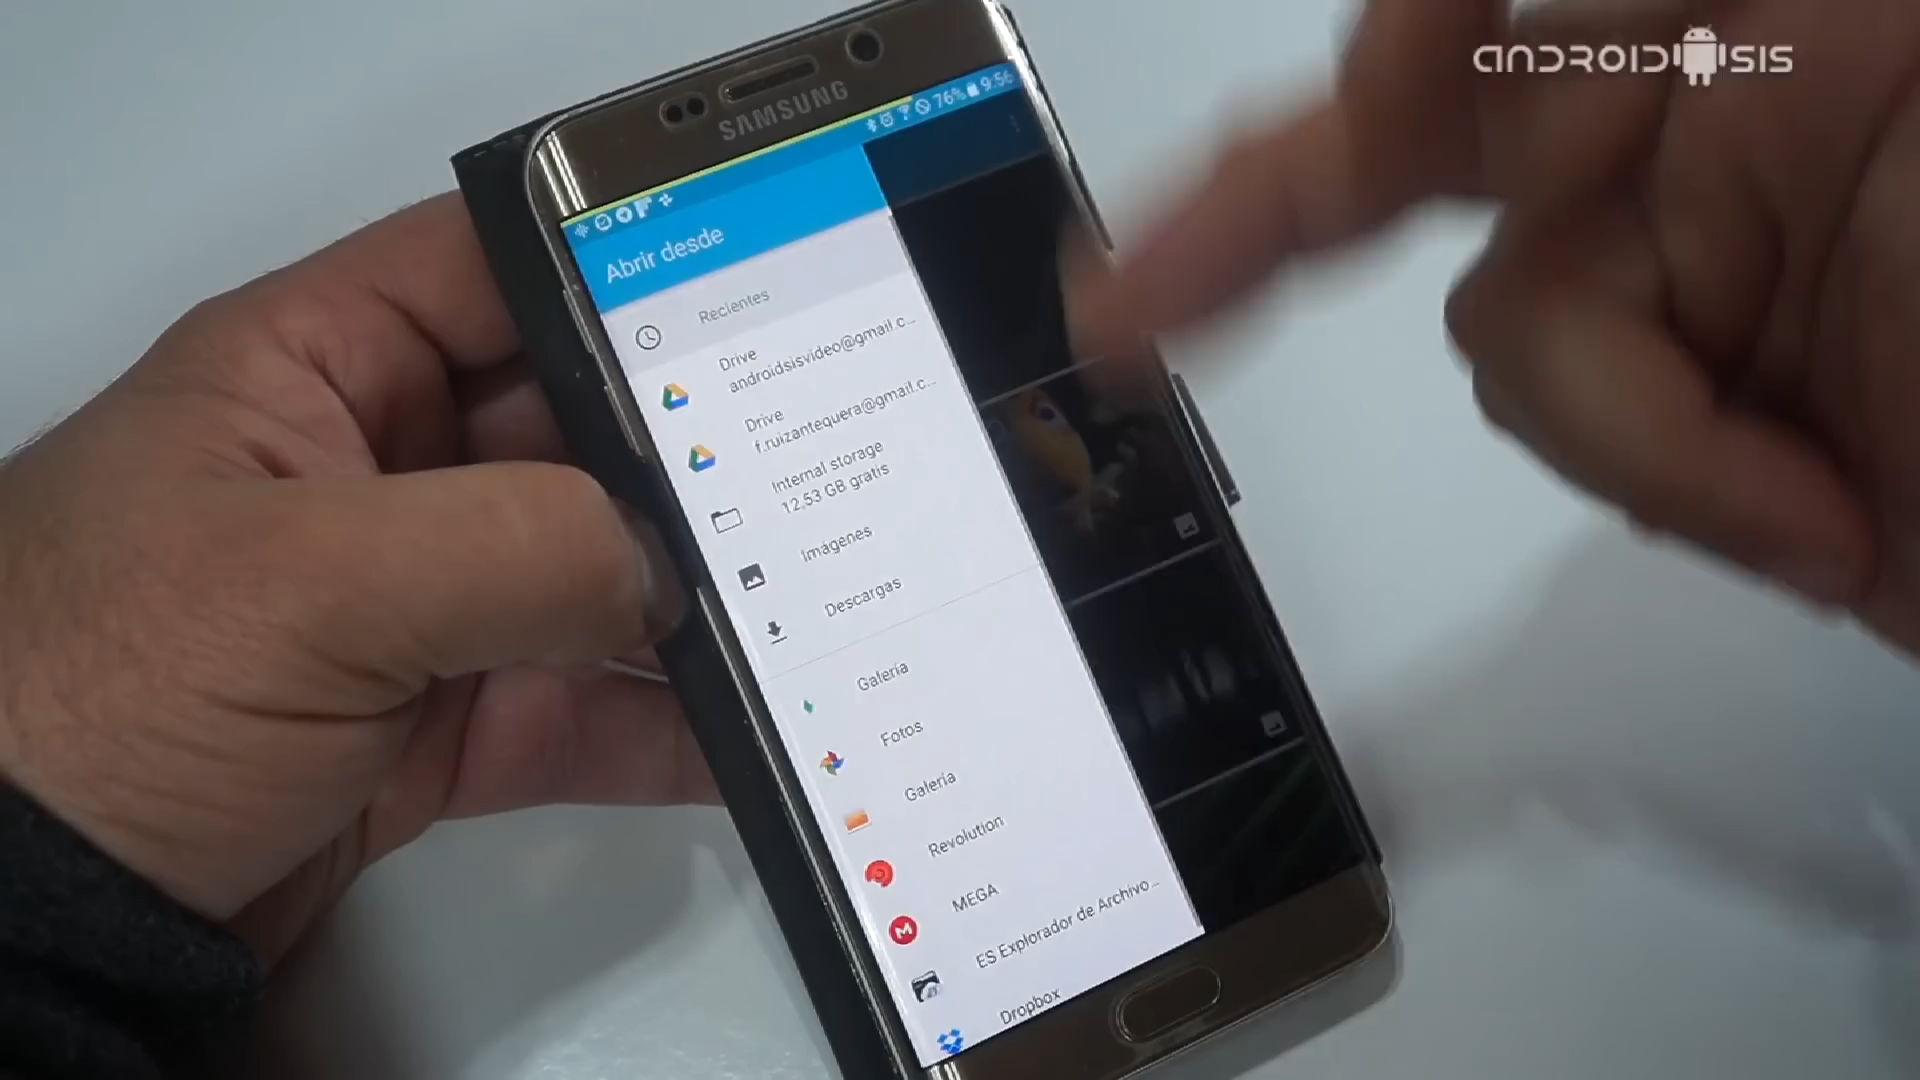 ANDROIDSIS
SAMSUNG
76% 9:56
Abrir desde
Recientes
Drive
androidsisvideo@gmail.c...
Drive
f.ruizantequera@gmail.c...
Internal storage
12,53 GB gratis
Imágenes
Descargas
Galería
Fotos
Galería
Revolution
MEGA
ES Explorador de Archivo...
Dropbox